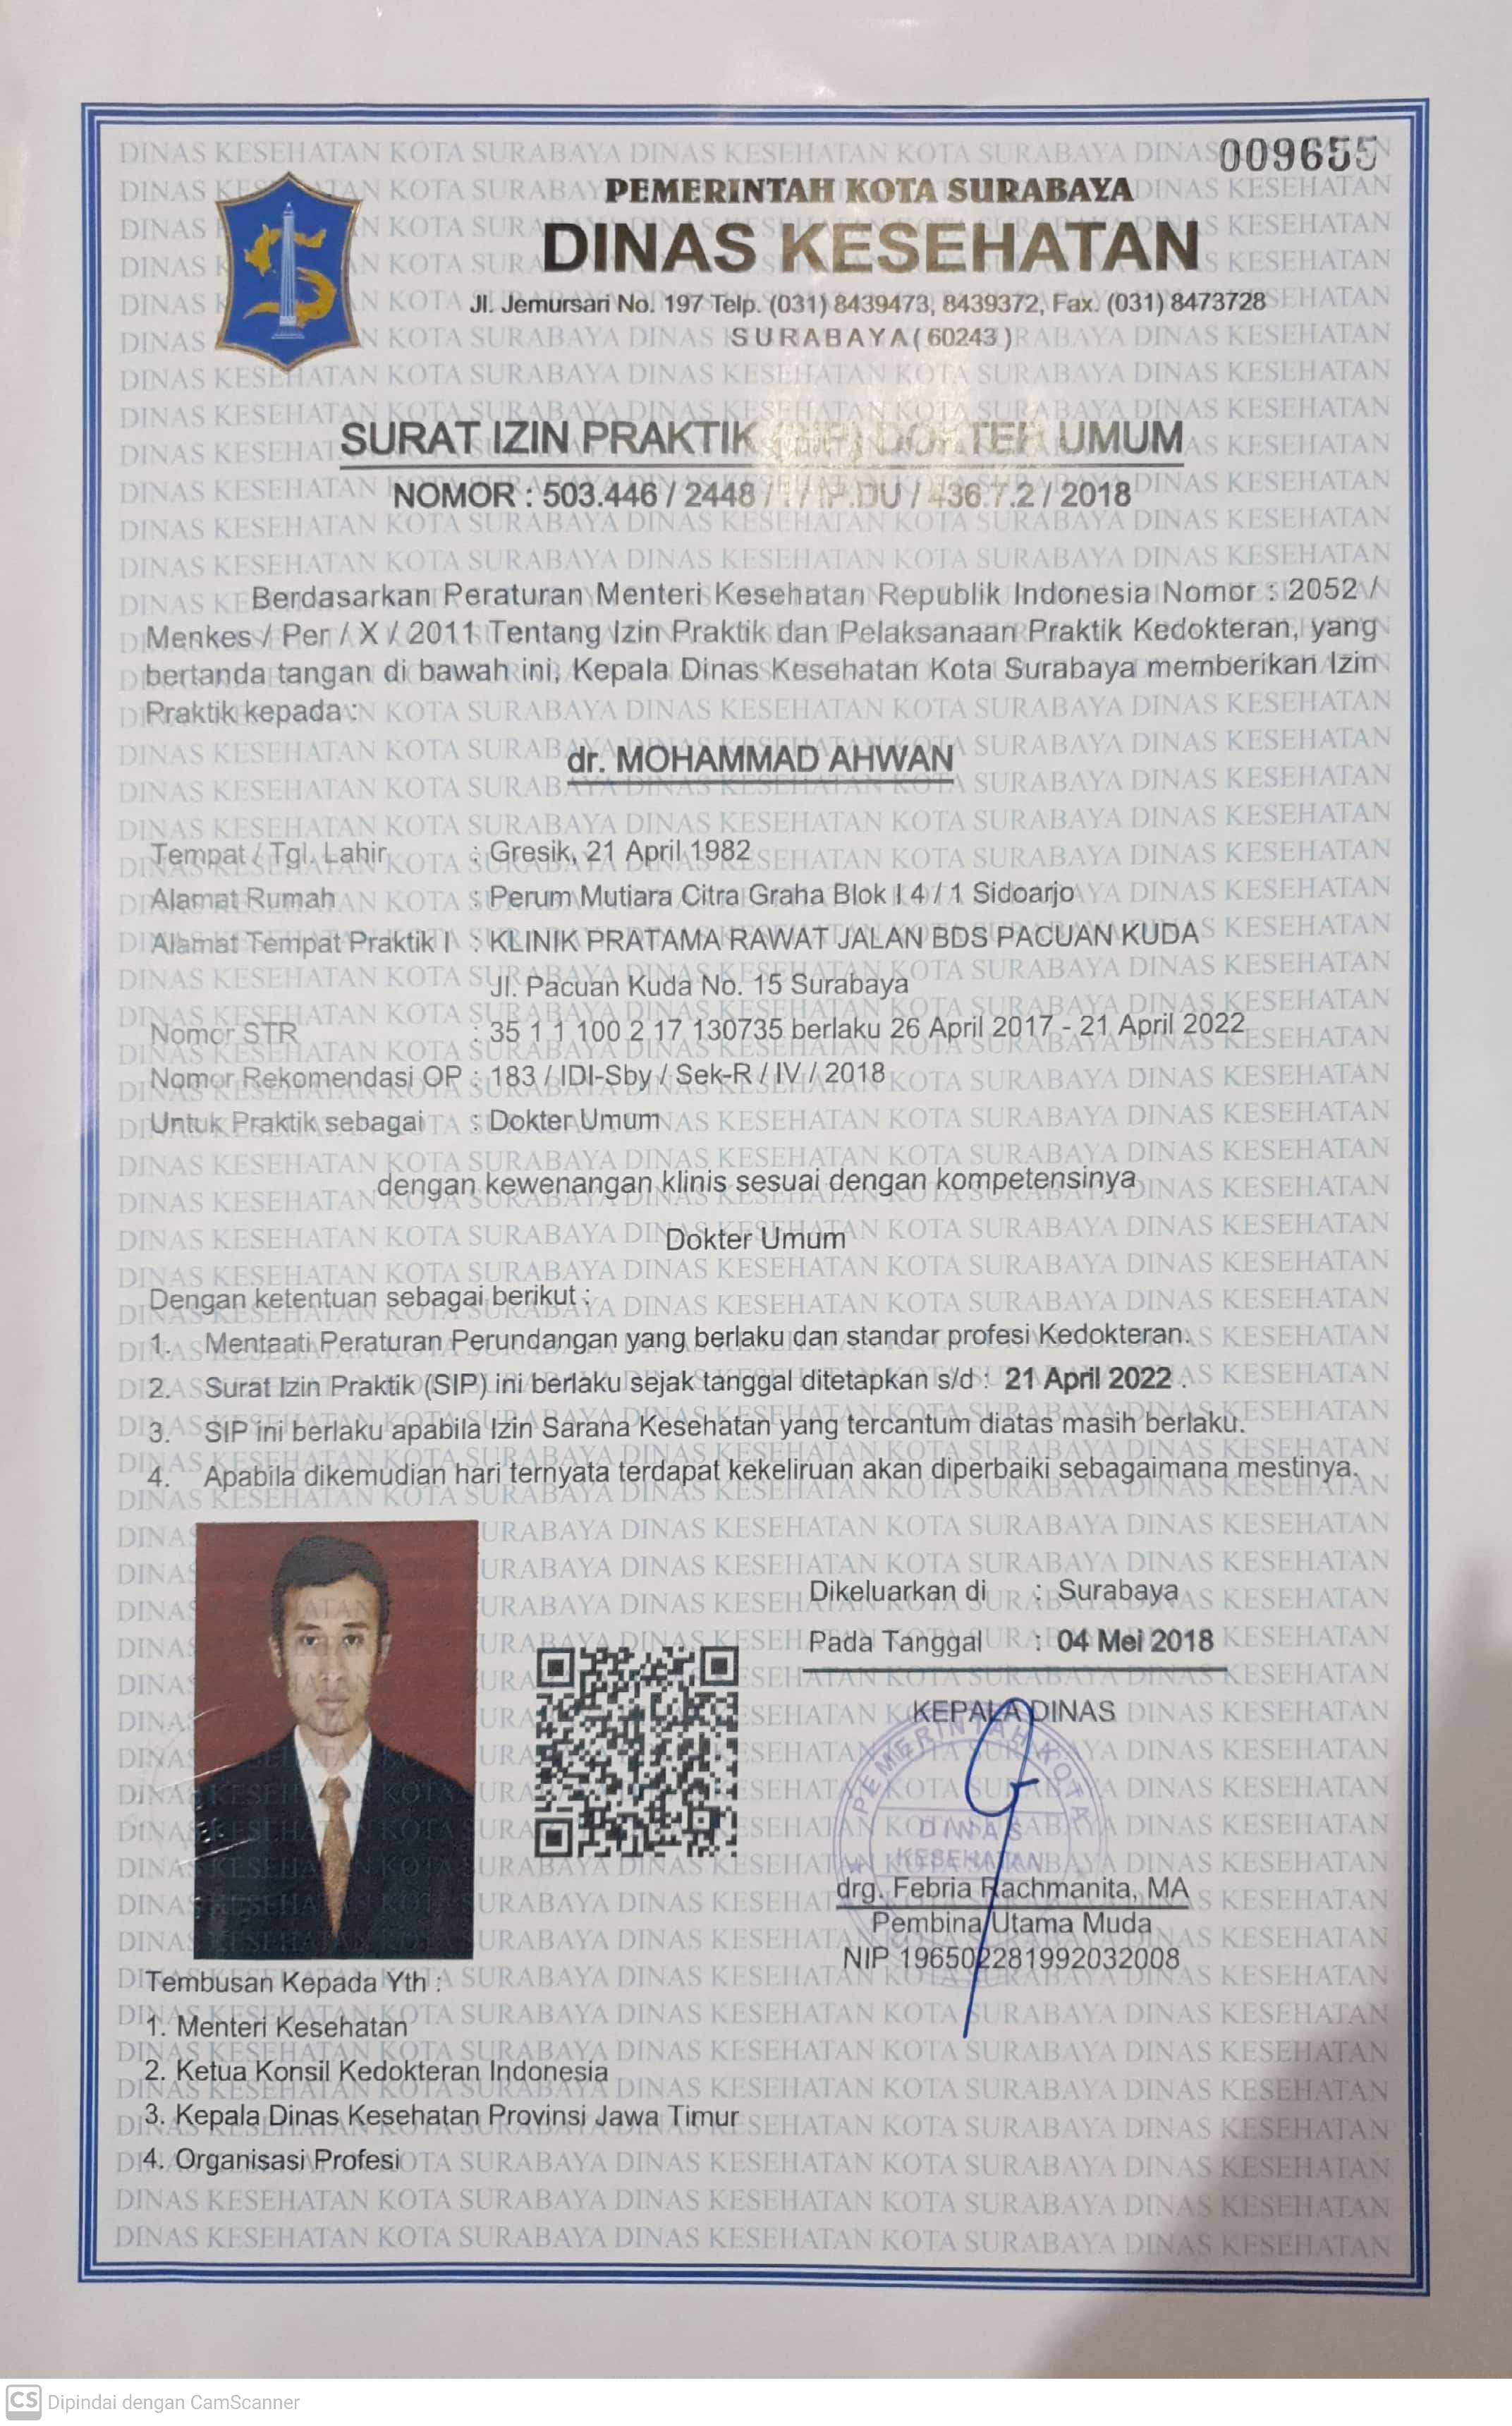 009655
PEMERINTAH KOTA SURABAYA
DINAS KESEHATAN
Jl. Jemursari No. 197 Telp. (031) 8439473, 8439372, Fax. (031) 8473728
SURABAYA (60243)
SURAT IZIN PRAKTIK (SIP) DOKTER UMUM
NOMOR : 503.446 / 2448 / / IP.DU / 436.7.2 / 2018
Berdasarkan Peraturan Menteri Kesehatan Republik Indonesia Nomor : 2052 /
Menkes / Per / X / 2011 Tentang Izin Praktik dan Pelaksanaan Praktik Kedokteran, yang
bertanda tangan di bawah ini, Kepala Dinas Kesehatan Kota Surabaya memberikan Izin
Praktik kepada :
dr. MOHAMMAD AHWAN
Tempat / Tgl. Lahir : Gresik, 21 April 1982
Alamat Rumah : Perum Mutiara Citra Graha Blok I 4 / 1 Sidoarjo
Alamat Tempat Praktik I : KLINIK PRATAMA RAWAT JALAN BDS PACUAN KUDA
Jl. Pacuan Kuda No. 15 Surabaya
Nomor STR : 35 1 1 100 2 17 130735 berlaku 26 April 2017 - 21 April 2022
Nomor Rekomendasi OP : 183 / IDI-Sby / Sek-R / IV / 2018
Untuk Praktik sebagai : Dokter Umum
dengan kewenangan klinis sesuai dengan kompetensinya
Dokter Umum
Dengan ketentuan sebagai berikut :
1. Mentaati Peraturan Perundangan yang berlaku dan standar profesi Kedokteran.
2. Surat Izin Praktik (SIP) ini berlaku sejak tanggal ditetapkan s/d : 21 April 2022 .
3. SIP ini berlaku apabila Izin Sarana Kesehatan yang tercantum diatas masih berlaku.
4. Apabila dikemudian hari ternyata terdapat kekeliruan akan diperbaiki sebagaimana mestinya.
Dikeluarkan di : Surabaya
Pada Tanggal : 04 Mei 2018
KEPALA DINAS
PEMERINTAH KOTA
DINAS
KESEHATAN
drg. Febria Rachmanita, MA
Pembina Utama Muda
NIP 196502281992032008
Tembusan Kepada Yth :
1. Menteri Kesehatan
2. Ketua Konsil Kedokteran Indonesia
3. Kepala Dinas Kesehatan Provinsi Jawa Timur
4. Organisasi Profesi
CS Dipindai dengan CamScanner